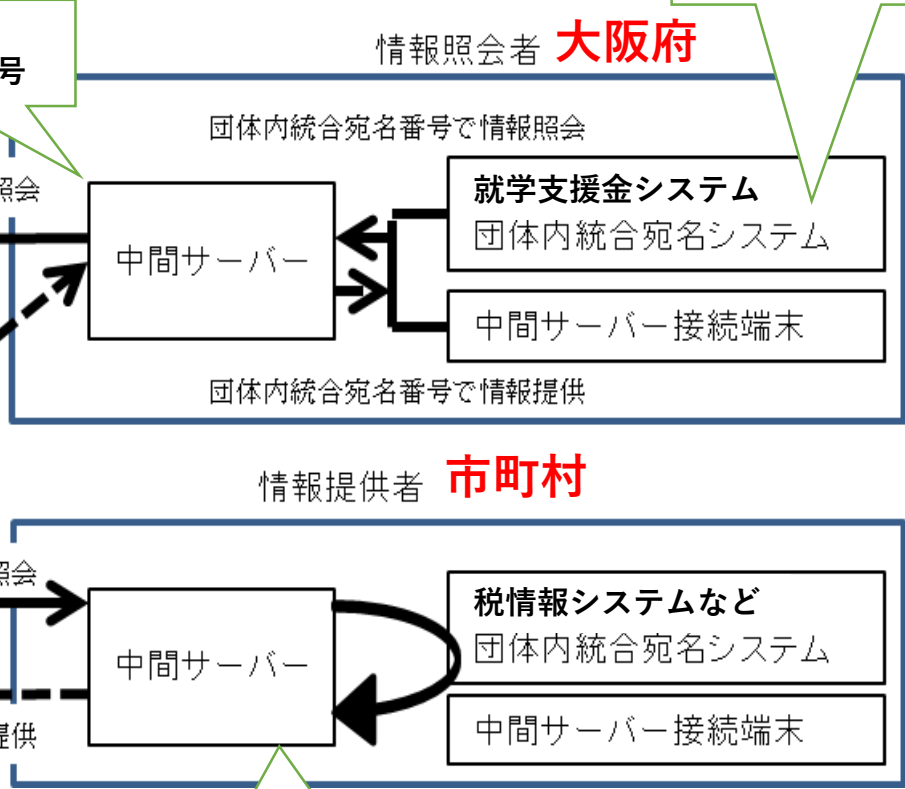 情報照会者 大阪府
号
団体内統合宛名番号で情報照会
照会
就学支援金システム
団体内統合宛名システム
中間サーバー
中間サーバー接続端末
団体内統合宛名番号で情報提供
情報提供者 市町村
照会
税情報システムなど
団体内統合宛名システム
中間サーバー
中間サーバー接続端末
提供